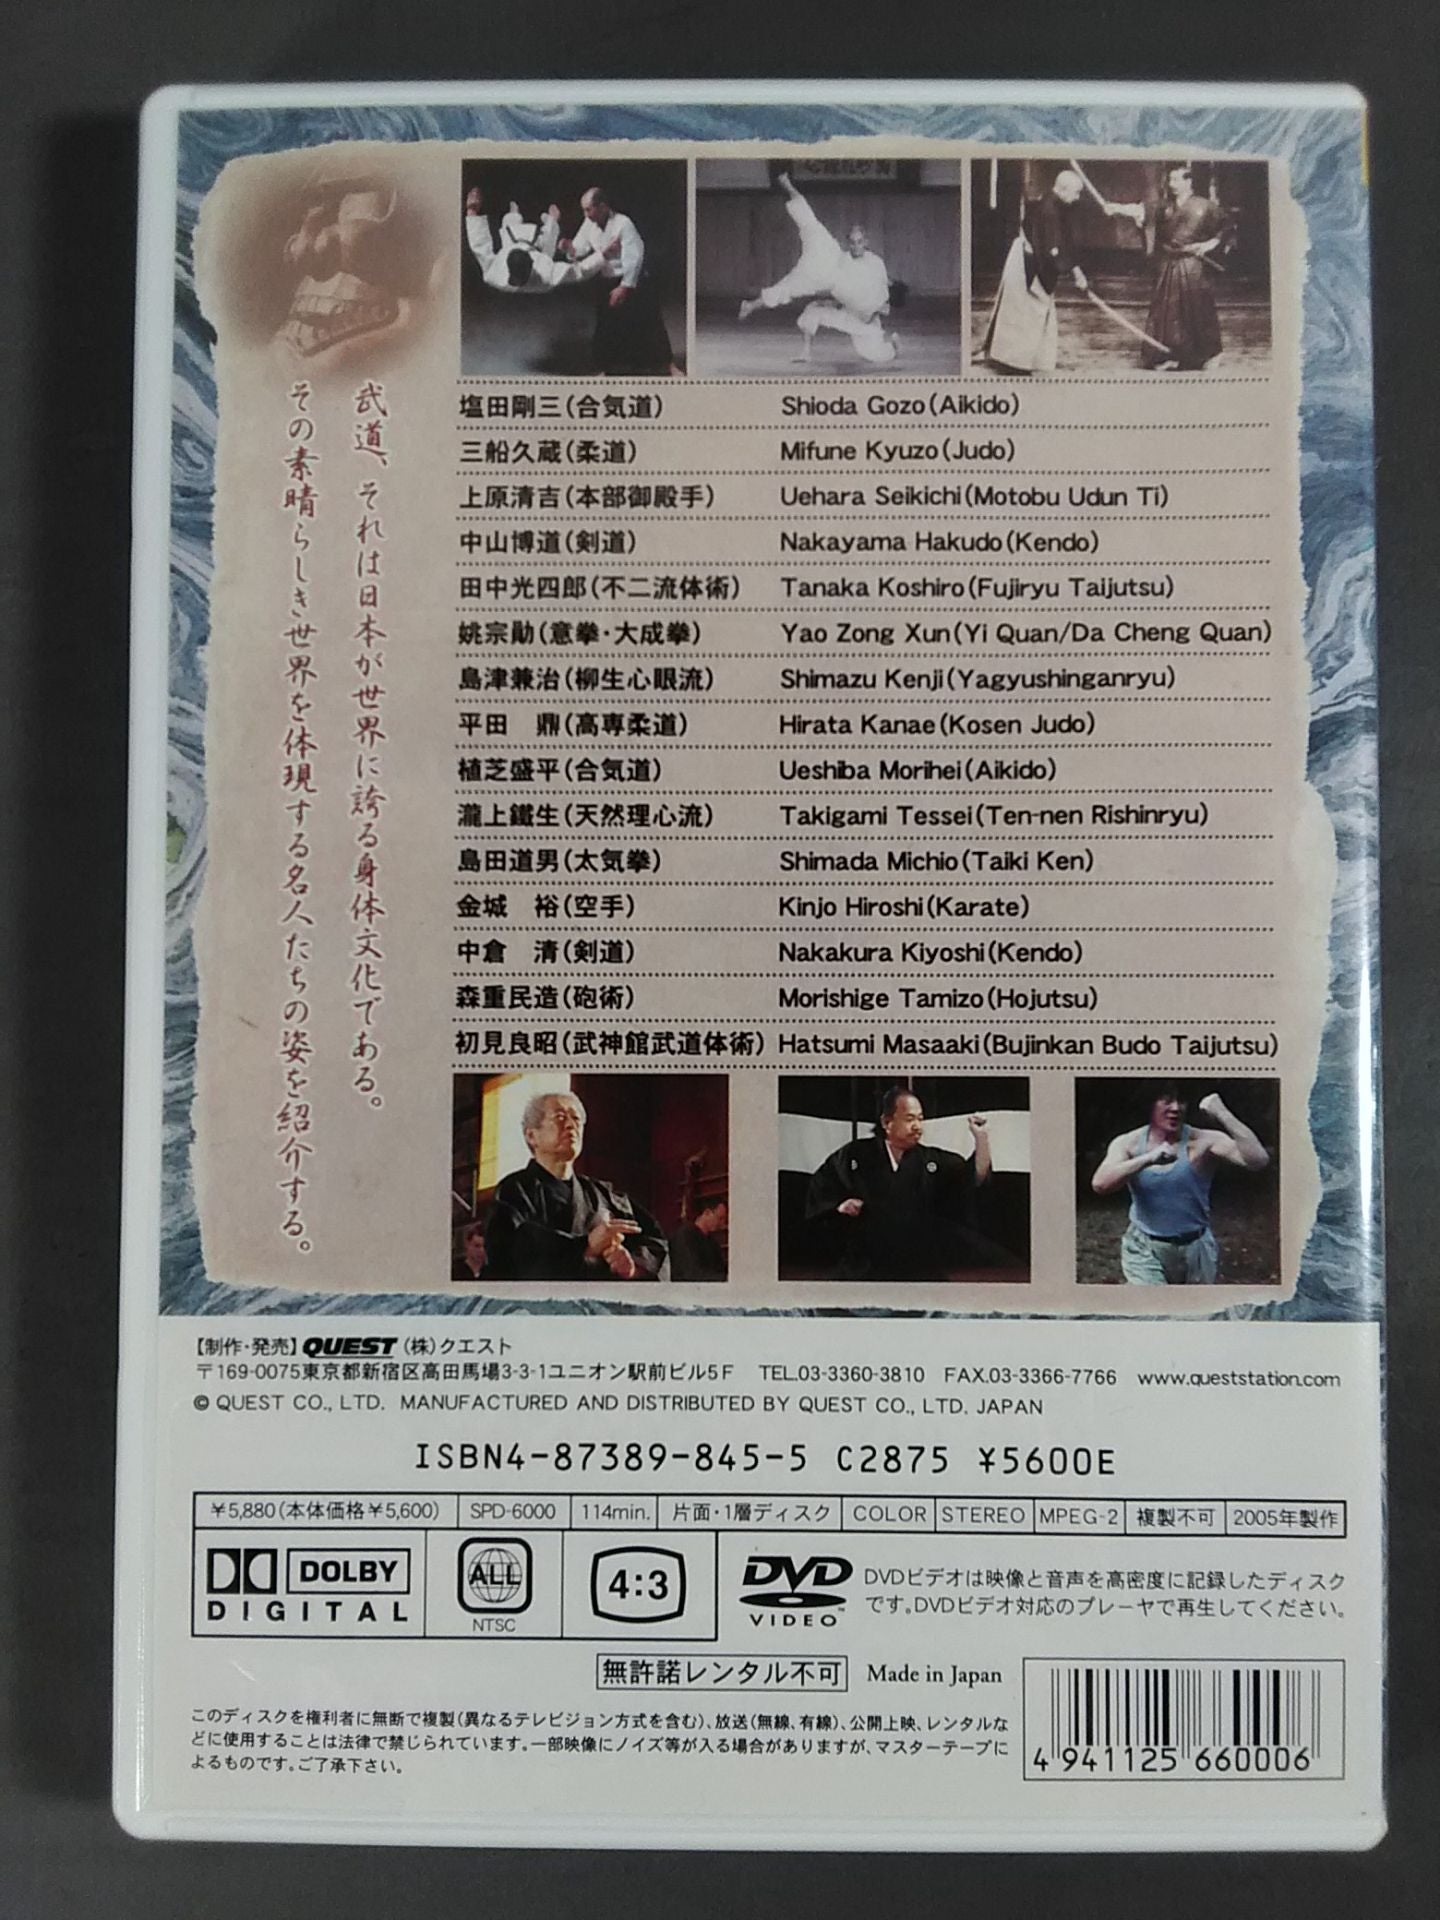 武道、それは日本が世界に誇る身体文化である。
その素晴らしき世界を体現する名人たちの姿を紹介する。
塩田剛三(合気道) Shioda Gozo(Aikido)
三船久蔵(柔道) Mifune Kyuzo(Judo)
上原清吉(本部御殿手) Uehara Seikichi(Motobu Udun Ti)
中山博道(剣道) Nakayama Hakudo(Kendo)
田中光四郎(不二流体術) Tanaka Koshiro(Fujiryu Taijutsu)
姚宗勛(意拳・大成拳) Yao Zong Xun(Yi Quan/Da Cheng Quan)
島津兼治(柳生心眼流) Shimazu Kenji(Yagyushinganryu)
平田　鼎(高専柔道) Hirata Kanae(Kosen Judo)
植芝盛平(合気道) Ueshiba Morihei(Aikido)
瀧上鐵生(天然理心流) Takigami Tessei(Ten-nen Rishinryu)
島田道男(太気拳) Shimada Michio(Taiki Ken)
金城　裕(空手) Kinjo Hiroshi(Karate)
中倉　清(剣道) Nakakura Kiyoshi(Kendo)
森重民造(砲術) Morishige Tamizo(Hojutsu)
初見良昭(武神館武道体術) Hatsumi Masaaki(Bujinkan Budo Taijutsu)
【制作・発売】QUEST (株)クエスト
〒169-0075東京都新宿区高田馬場3-3-1ユニオン駅前ビル5F TEL.03-3360-3810 FAX.03-3366-7766 www.queststation.com
© QUEST CO., LTD. MANUFACTURED AND DISTRIBUTED BY QUEST CO., LTD. JAPAN
ISBN4-87389-845-5 C2875 ¥5600E
¥5,880(本体価格¥5,600) SPD-6000 114min. 片面・1層ディスク COLOR STEREO MPEG-2 複製不可 2005年製作
DOLBY DIGITAL
ALL NTSC
4:3
DVD VIDEO
DVDビデオは映像と音声を高密度に記録したディスク
です。DVDビデオ対応のプレーヤで再生してください。
無許諾レンタル不可 Made in Japan
このディスクを権利者に無断で複製(異なるテレビジョン方式を含む)、放送(無線、有線)、公開上映、レンタルな
どに使用することは法律で禁じられています。一部映像にノイズ等が入る場合がありますが、マスターテープに
よるものです。ご了承下さい。
4 941125 660006